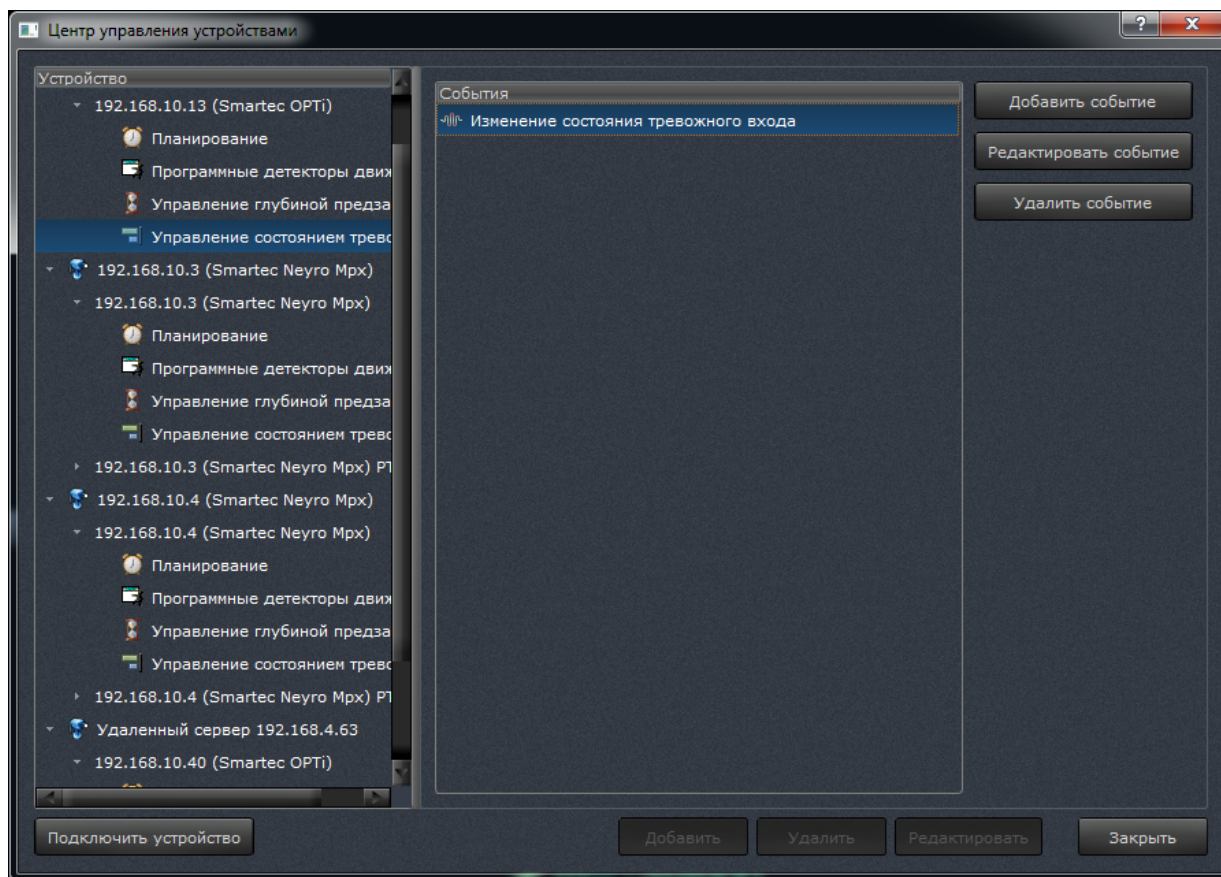 Центр управления устройствами
?
X
Устройство
192.168.10.13 (Smartec OPTi)
Планирование
Программные детекторы движ
Управление глубиной предза
Управление состоянием трево
192.168.10.3 (Smartec Neyro Mpx)
192.168.10.3 (Smartec Neyro Mpx)
Планирование
Программные детекторы движ
Управление глубиной предза
Управление состоянием трево
192.168.10.3 (Smartec Neyro Mpx) PT
192.168.10.4 (Smartec Neyro Mpx)
192.168.10.4 (Smartec Neyro Mpx)
Планирование
Программные детекторы движ
Управление глубиной предза
Управление состоянием трево
192.168.10.4 (Smartec Neyro Mpx) PT
Удаленный сервер 192.168.4.63
192.168.10.40 (Smartec OPTi)
События
Изменение состояния тревожного входа
Добавить событие
Редактировать событие
Удалить событие
Подключить устройство
Добавить
Удалить
Редактировать
Закрыть